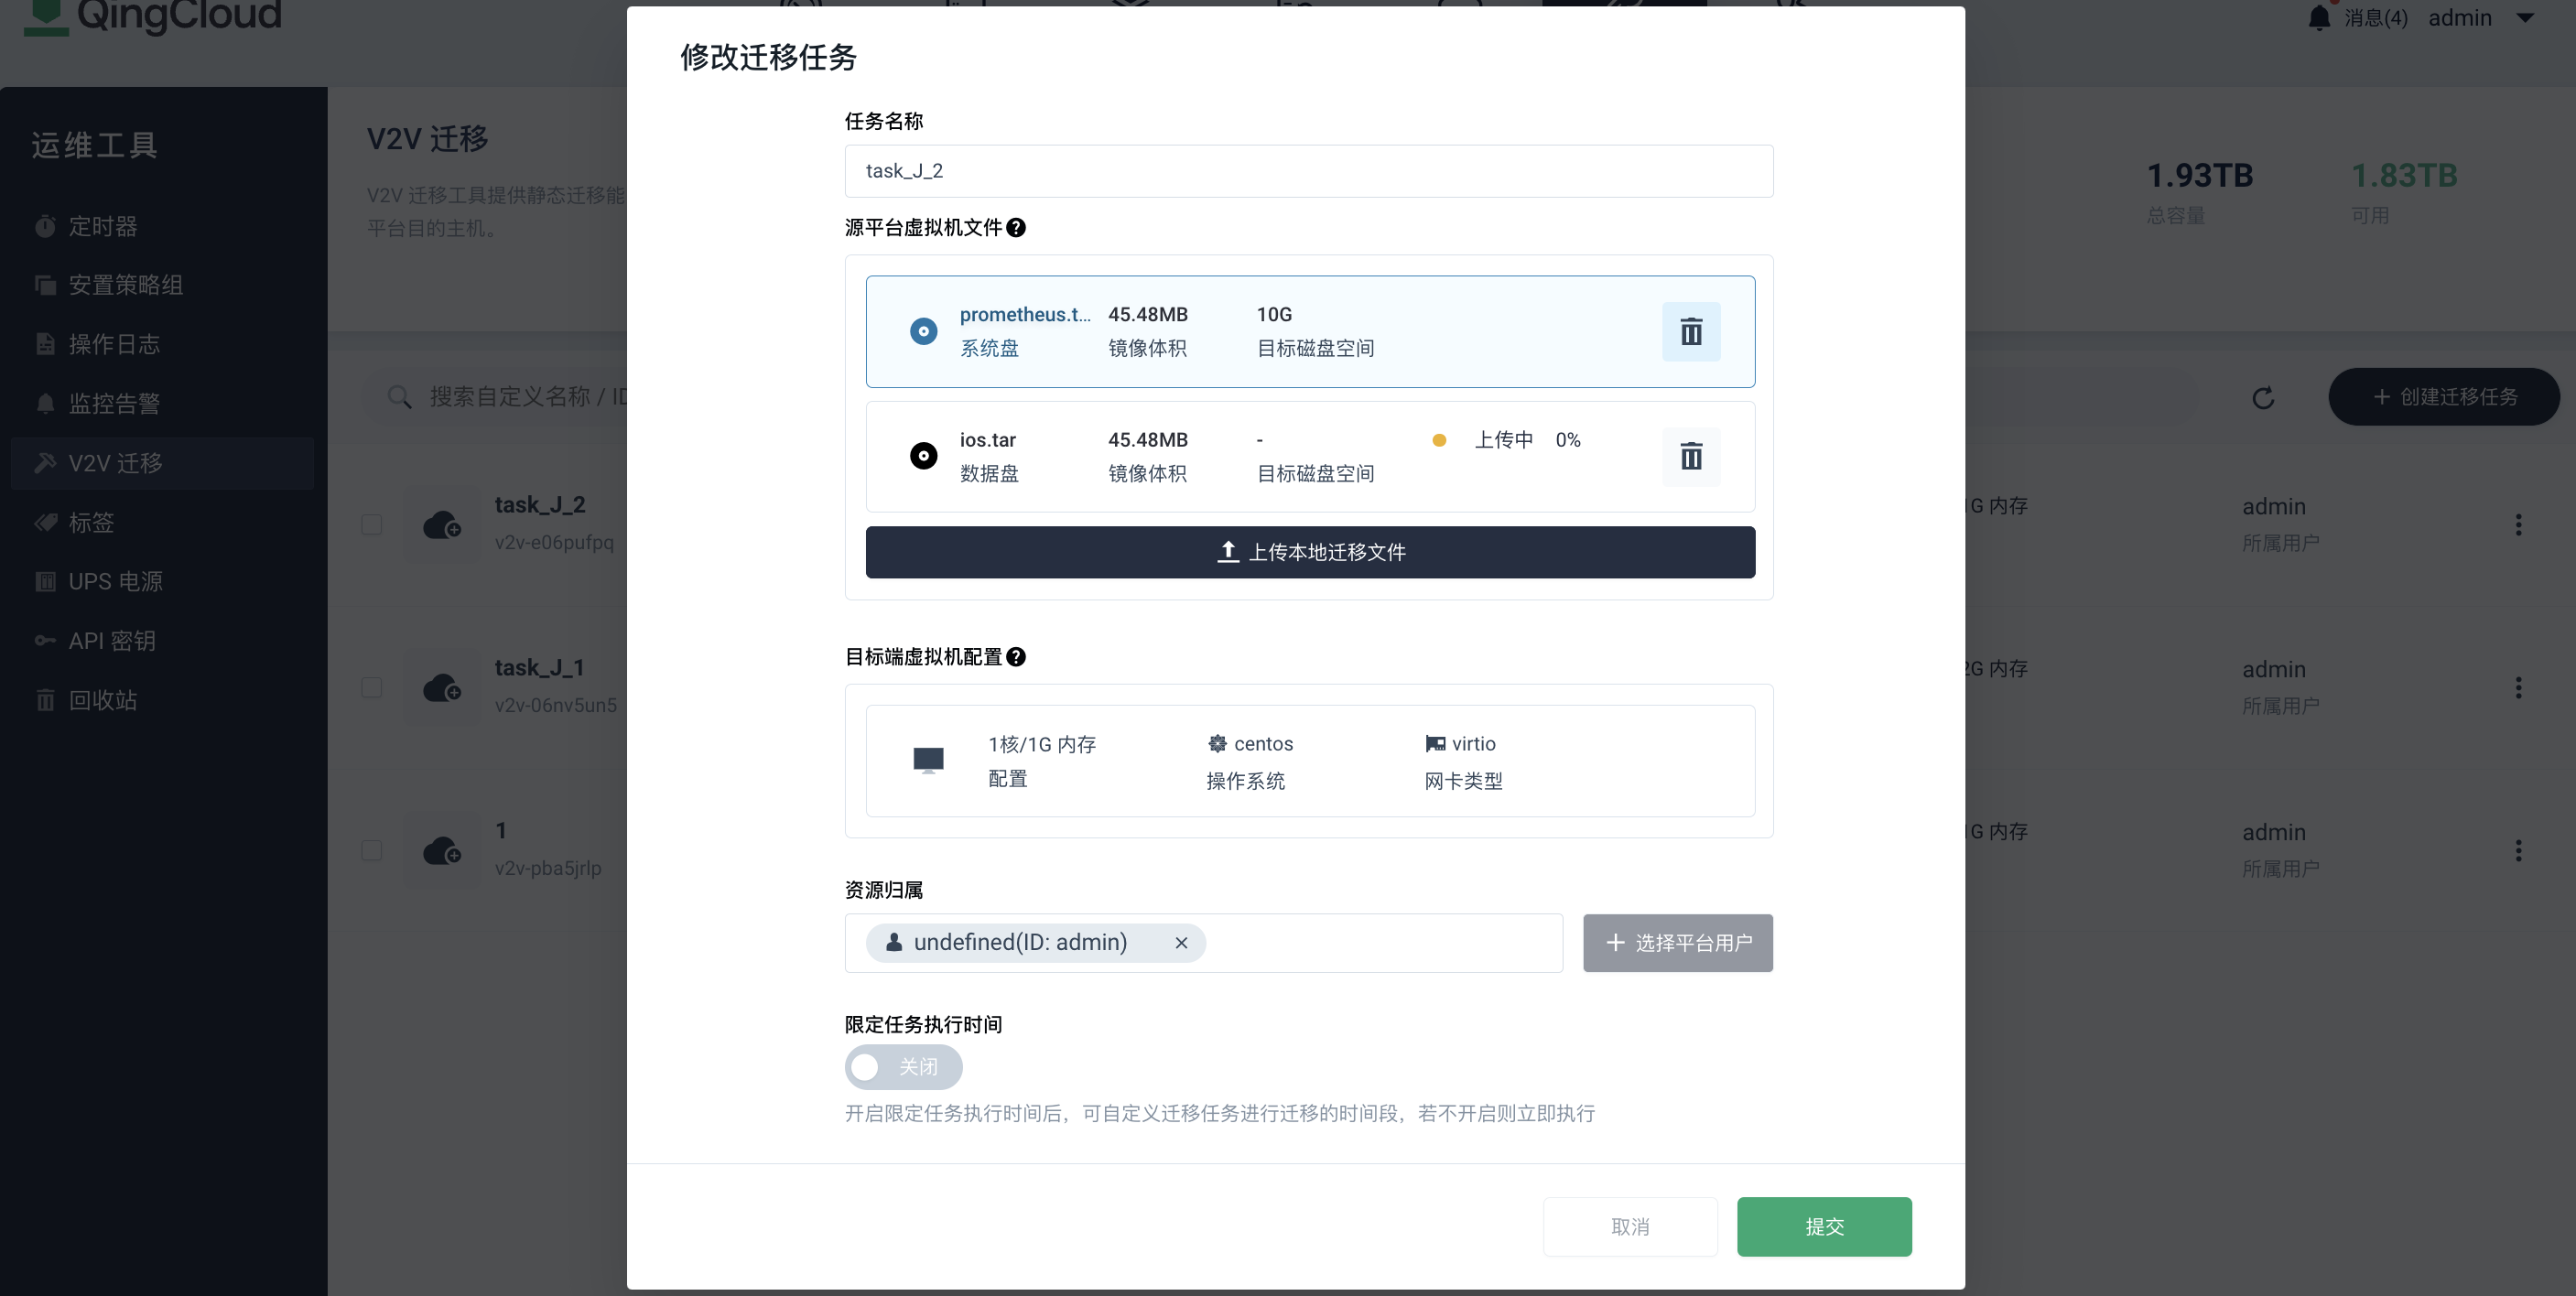 QingCloud
消息(4)
admin
运维工具
定时器
安置策略组
操作日志
监控告警
V2V 迁移
标签
UPS 电源
API 密钥
回收站
V2V 迁移
V2V 迁移工具提供静态迁移能
平台目的主机。
1.93TB
总容量
1.83TB
可用
搜索自定义名称 / ID
创建迁移任务
task_J_2
v2v-e06pufpq
G 内存
admin
所属用户
task_J_1
v2v-06nv5un5
2G 内存
admin
所属用户
1
v2v-pba5jrlp
G 内存
admin
所属用户
修改迁移任务
任务名称
task_J_2
源平台虚拟机文件
prometheus.t...
45.48MB
10G
系统盘
镜像体积
目标磁盘空间
ios.tar
45.48MB
-
上传中
0%
数据盘
镜像体积
目标磁盘空间
上传本地迁移文件
目标端虚拟机配置
1核/1G 内存
centos
virtio
配置
操作系统
网卡类型
资源归属
undefined(ID: admin)
选择平台用户
限定任务执行时间
关闭
开启限定任务执行时间后，可自定义迁移任务进行迁移的时间段，若不开启则立即执行
取消
提交